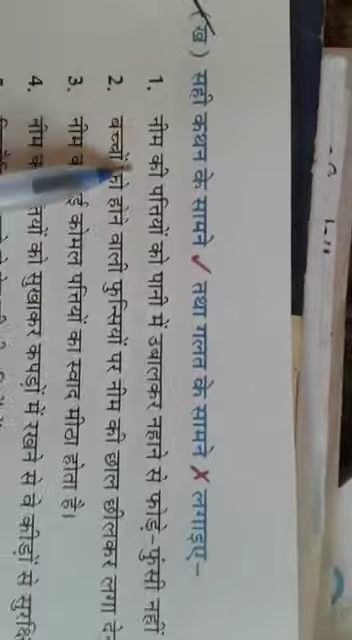 (ख) सही कथन के सामने ✓ तथा गलत के सामने ✗ लगाइए–
1. नीम की पत्तियों को पानी में उबालकर नहाने से फोड़े-फुंसी नहीं
2. बच्चों को होने वाली फुन्सियों पर नीम की छाल छीलकर लगा
3. नीम कोमल पत्तियों का स्वाद मीठा होता है।
4. नीम को सुखाकर कपड़ों में रखने से वे कीड़ों से